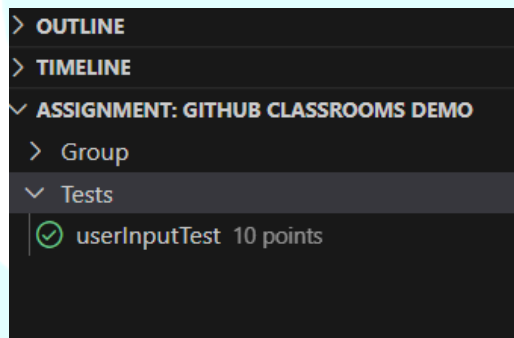 OUTLINE
TIMELINE
ASSIGNMENT: GITHUB CLASSROOMS DEMO
Group
Tests
userInputTest 10 points